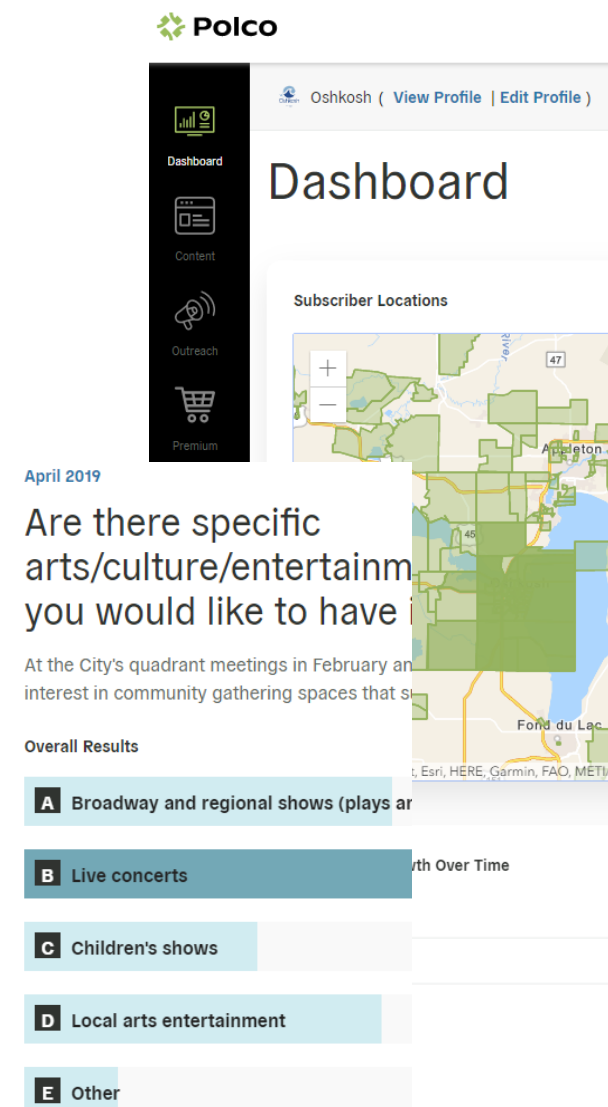 Polco
Oshkosh ( View Profile | Edit Profile )
Dashboard
Dashboard
Content
Outreach
Premium
Subscriber Locations
+
−
River
47
Appleton
45
Fond du Lac
t, Esri, HERE, Garmin, FAO, METI/
wth Over Time
April 2019
Are there specific
arts/culture/entertainm
you would like to have i
At the City's quadrant meetings in February an
interest in community gathering spaces that su
Overall Results
A Broadway and regional shows (plays an
B Live concerts
C Children's shows
D Local arts entertainment
E Other